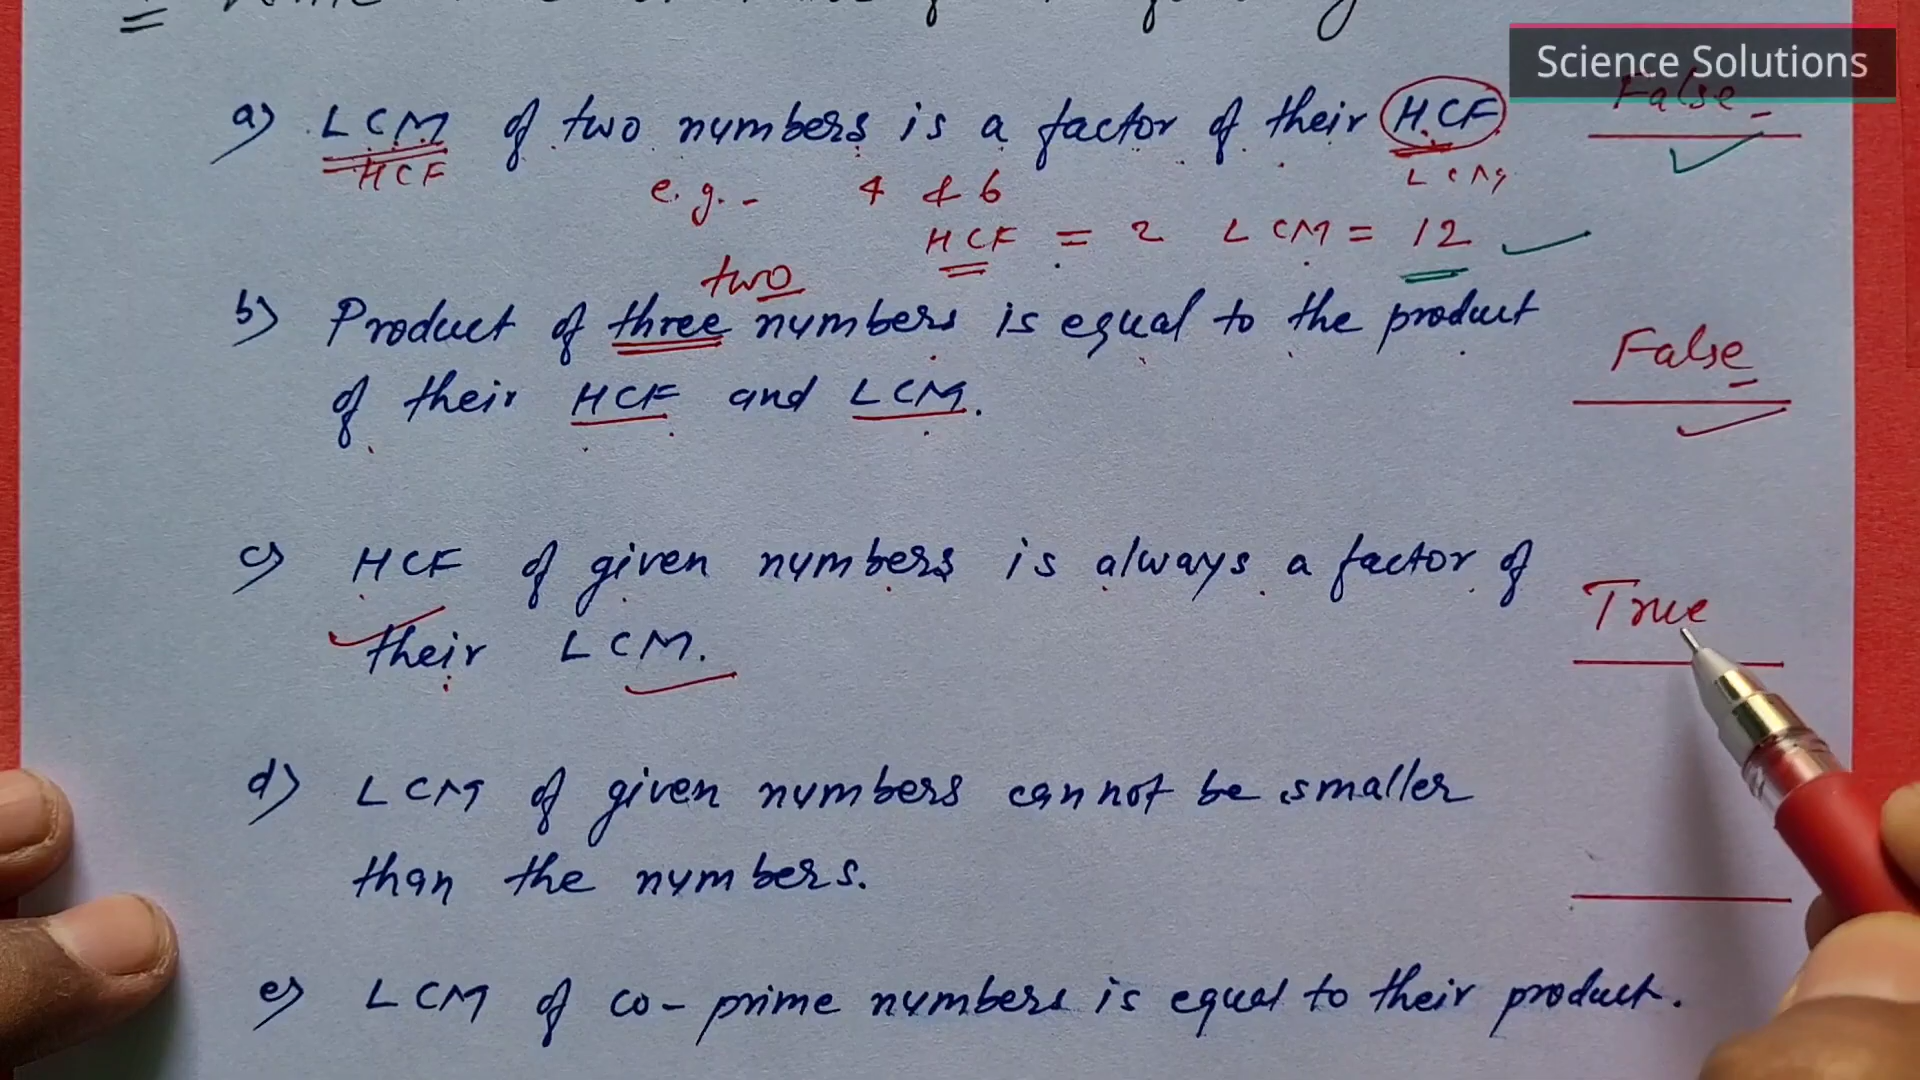 Science Solutions
a) LCM of two numbers is a factor of their HCF False
HCF LCM
e.g.- 4 & 6
HCF = 2 LCM = 12
two
b) Product of three numbers is equal to the product
of their HCF and LCM. False
c) HCF of given numbers is always a factor of
their LCM. True
d) LCM of given numbers cannot be smaller
than the numbers.
e) LCM of co-prime numbers is equal to their product.